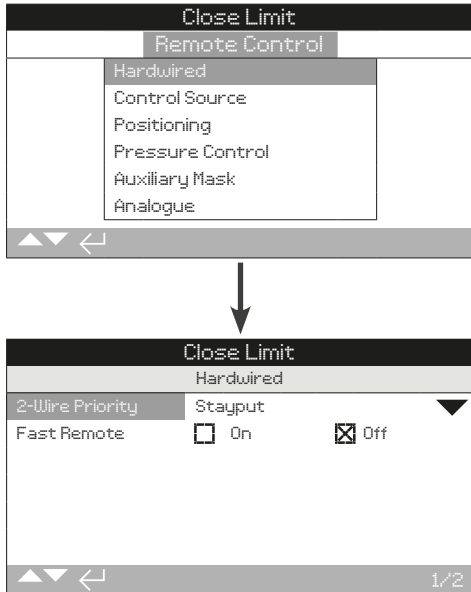 Close Limit
Remote Control
Hardwired
Control Source
Positioning
Pressure Control
Auxiliary Mask
Analogue
Close Limit
Hardwired
2-Wire Priority Stayput
Fast Remote On Off
1/2